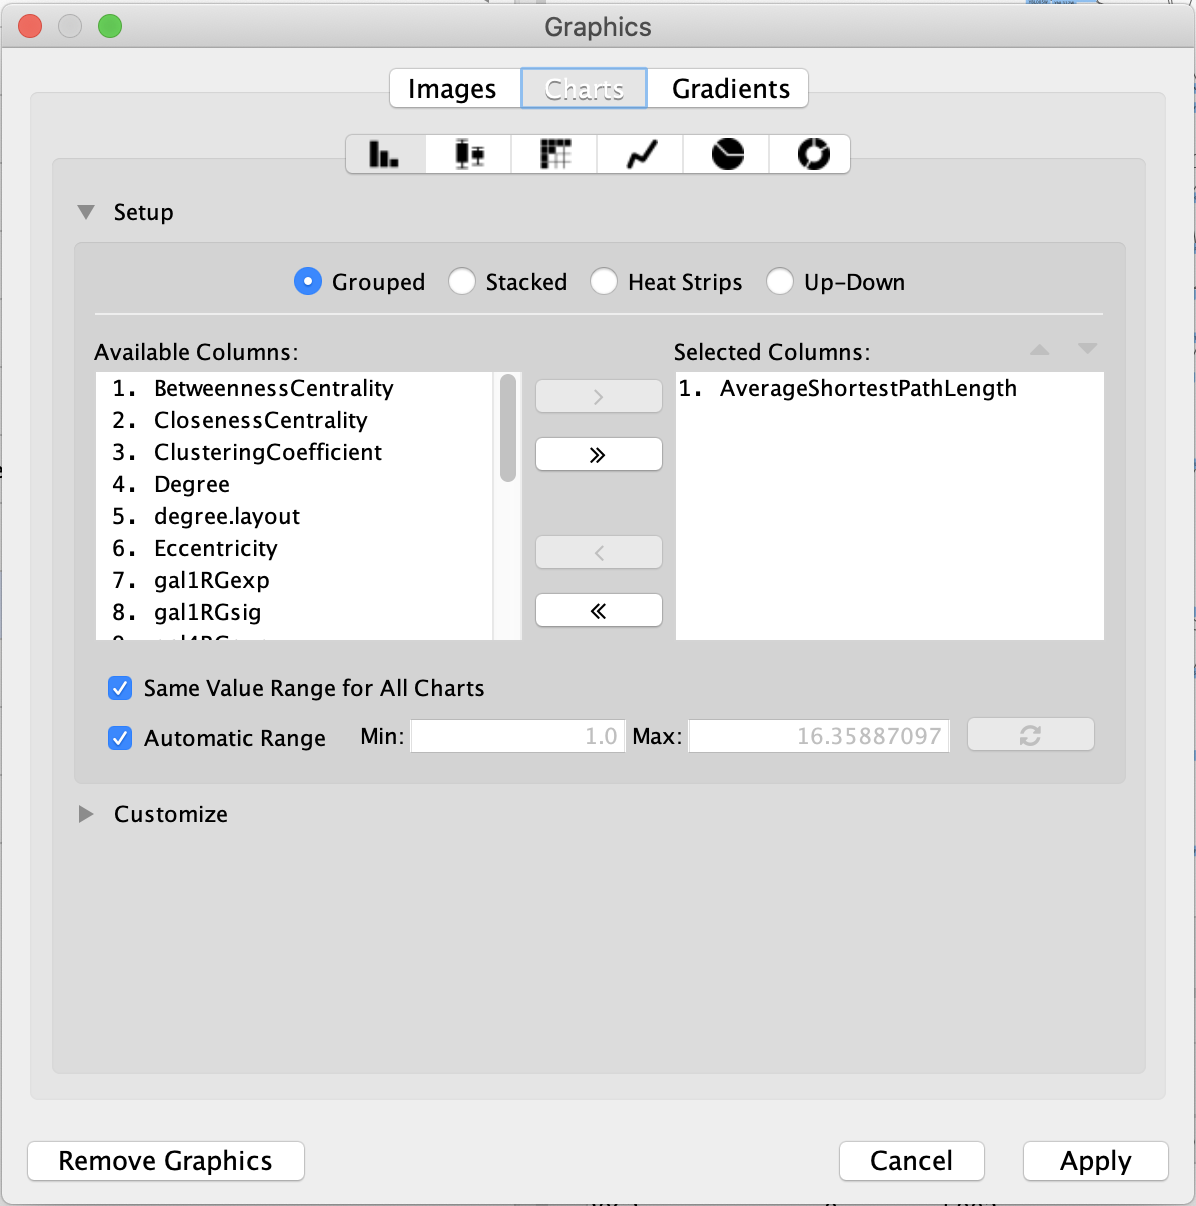 Graphics
Images Charts Gradients
Setup
Grouped Stacked Heat Strips Up-Down
Available Columns: Selected Columns:
1. BetweennessCentrality
2. ClosenessCentrality
3. ClusteringCoefficient
4. Degree
5. degree.layout
6. Eccentricity
7. gal1RGexp
8. gal1RGsig
> 
»
<
«
1. AverageShortestPathLength
Same Value Range for All Charts
Automatic Range Min: 1.0 Max: 16.35887097
Customize
Remove Graphics Cancel Apply